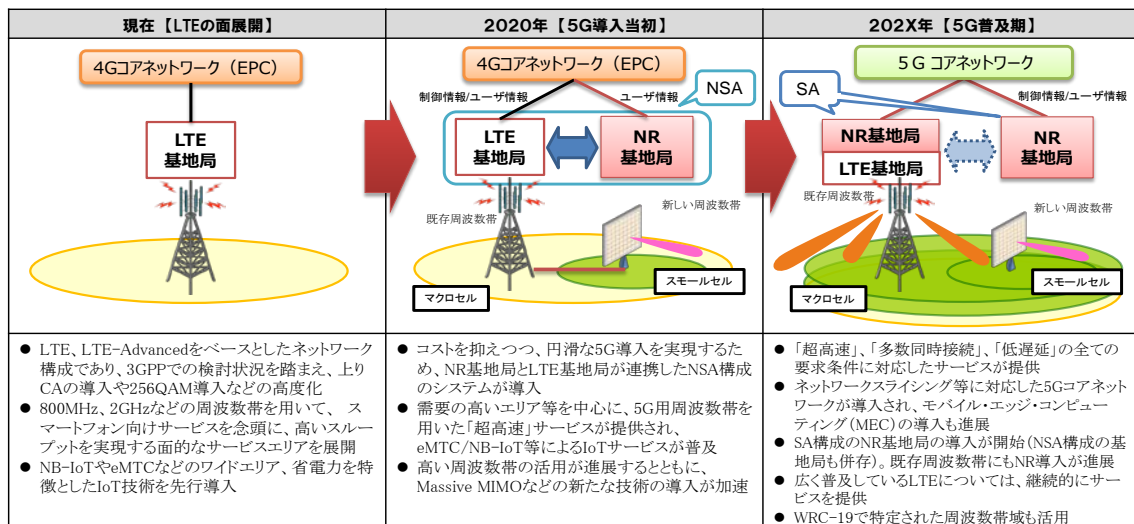 現在 【LTEの面展開】
4Gコアネットワーク（EPC）
LTE
基地局
● LTE、LTE-Advancedをベースとしたネットワーク
構成であり、3GPPでの検討状況を踏まえ、上り
CAの導入や256QAM導入などの高度化
● 800MHz、2GHzなどの周波数帯を用いて、 ス
マートフォン向けサービスを念頭に、高いスルー
プットを実現する面的なサービスエリアを展開
● NB-IoTやeMTCなどのワイドエリア、省電力を特
徴としたIoT技術を先行導入
2020年 【5G導入当初】
4Gコアネットワーク（EPC）
制御情報/ユーザ情報
ユーザ情報
NSA
LTE
基地局
NR
基地局
既存周波数帯
新しい周波数帯
スモールセル
マクロセル
● コストを抑えつつ、円滑な5G導入を実現するた
め、NR基地局とLTE基地局が連携したNSA構成
のシステムが導入
● 需要の高いエリア等を中心に、5G用周波数帯を
用いた「超高速」サービスが提供され、
eMTC/NB-IoT等によるIoTサービスが普及
● 高い周波数帯の活用が進展するとともに、
Massive MIMOなどの新たな技術の導入が加速
202X年 【5G普及期】
５G コアネットワーク
SA
制御情報/ユーザ情報
NR基地局
LTE基地局
NR
基地局
既存周波数帯
新しい周波数帯
スモールセル
マクロセル
● 「超高速」、「多数同時接続」、「低遅延」の全ての
要求条件に対応したサービスが提供
● ネットワークスライシング等に対応した5Gコアネット
ワークが導入され、モバイル・エッジ・コンピュー
ティング(MEC)の導入も進展
● SA構成のNR基地局の導入が開始(NSA構成の基
地局も併存)。既存周波数帯にもNR導入が進展
● 広く普及しているLTEについては、継続的にサー
ビスを提供
● WRC-19で特定された周波数帯域も活用